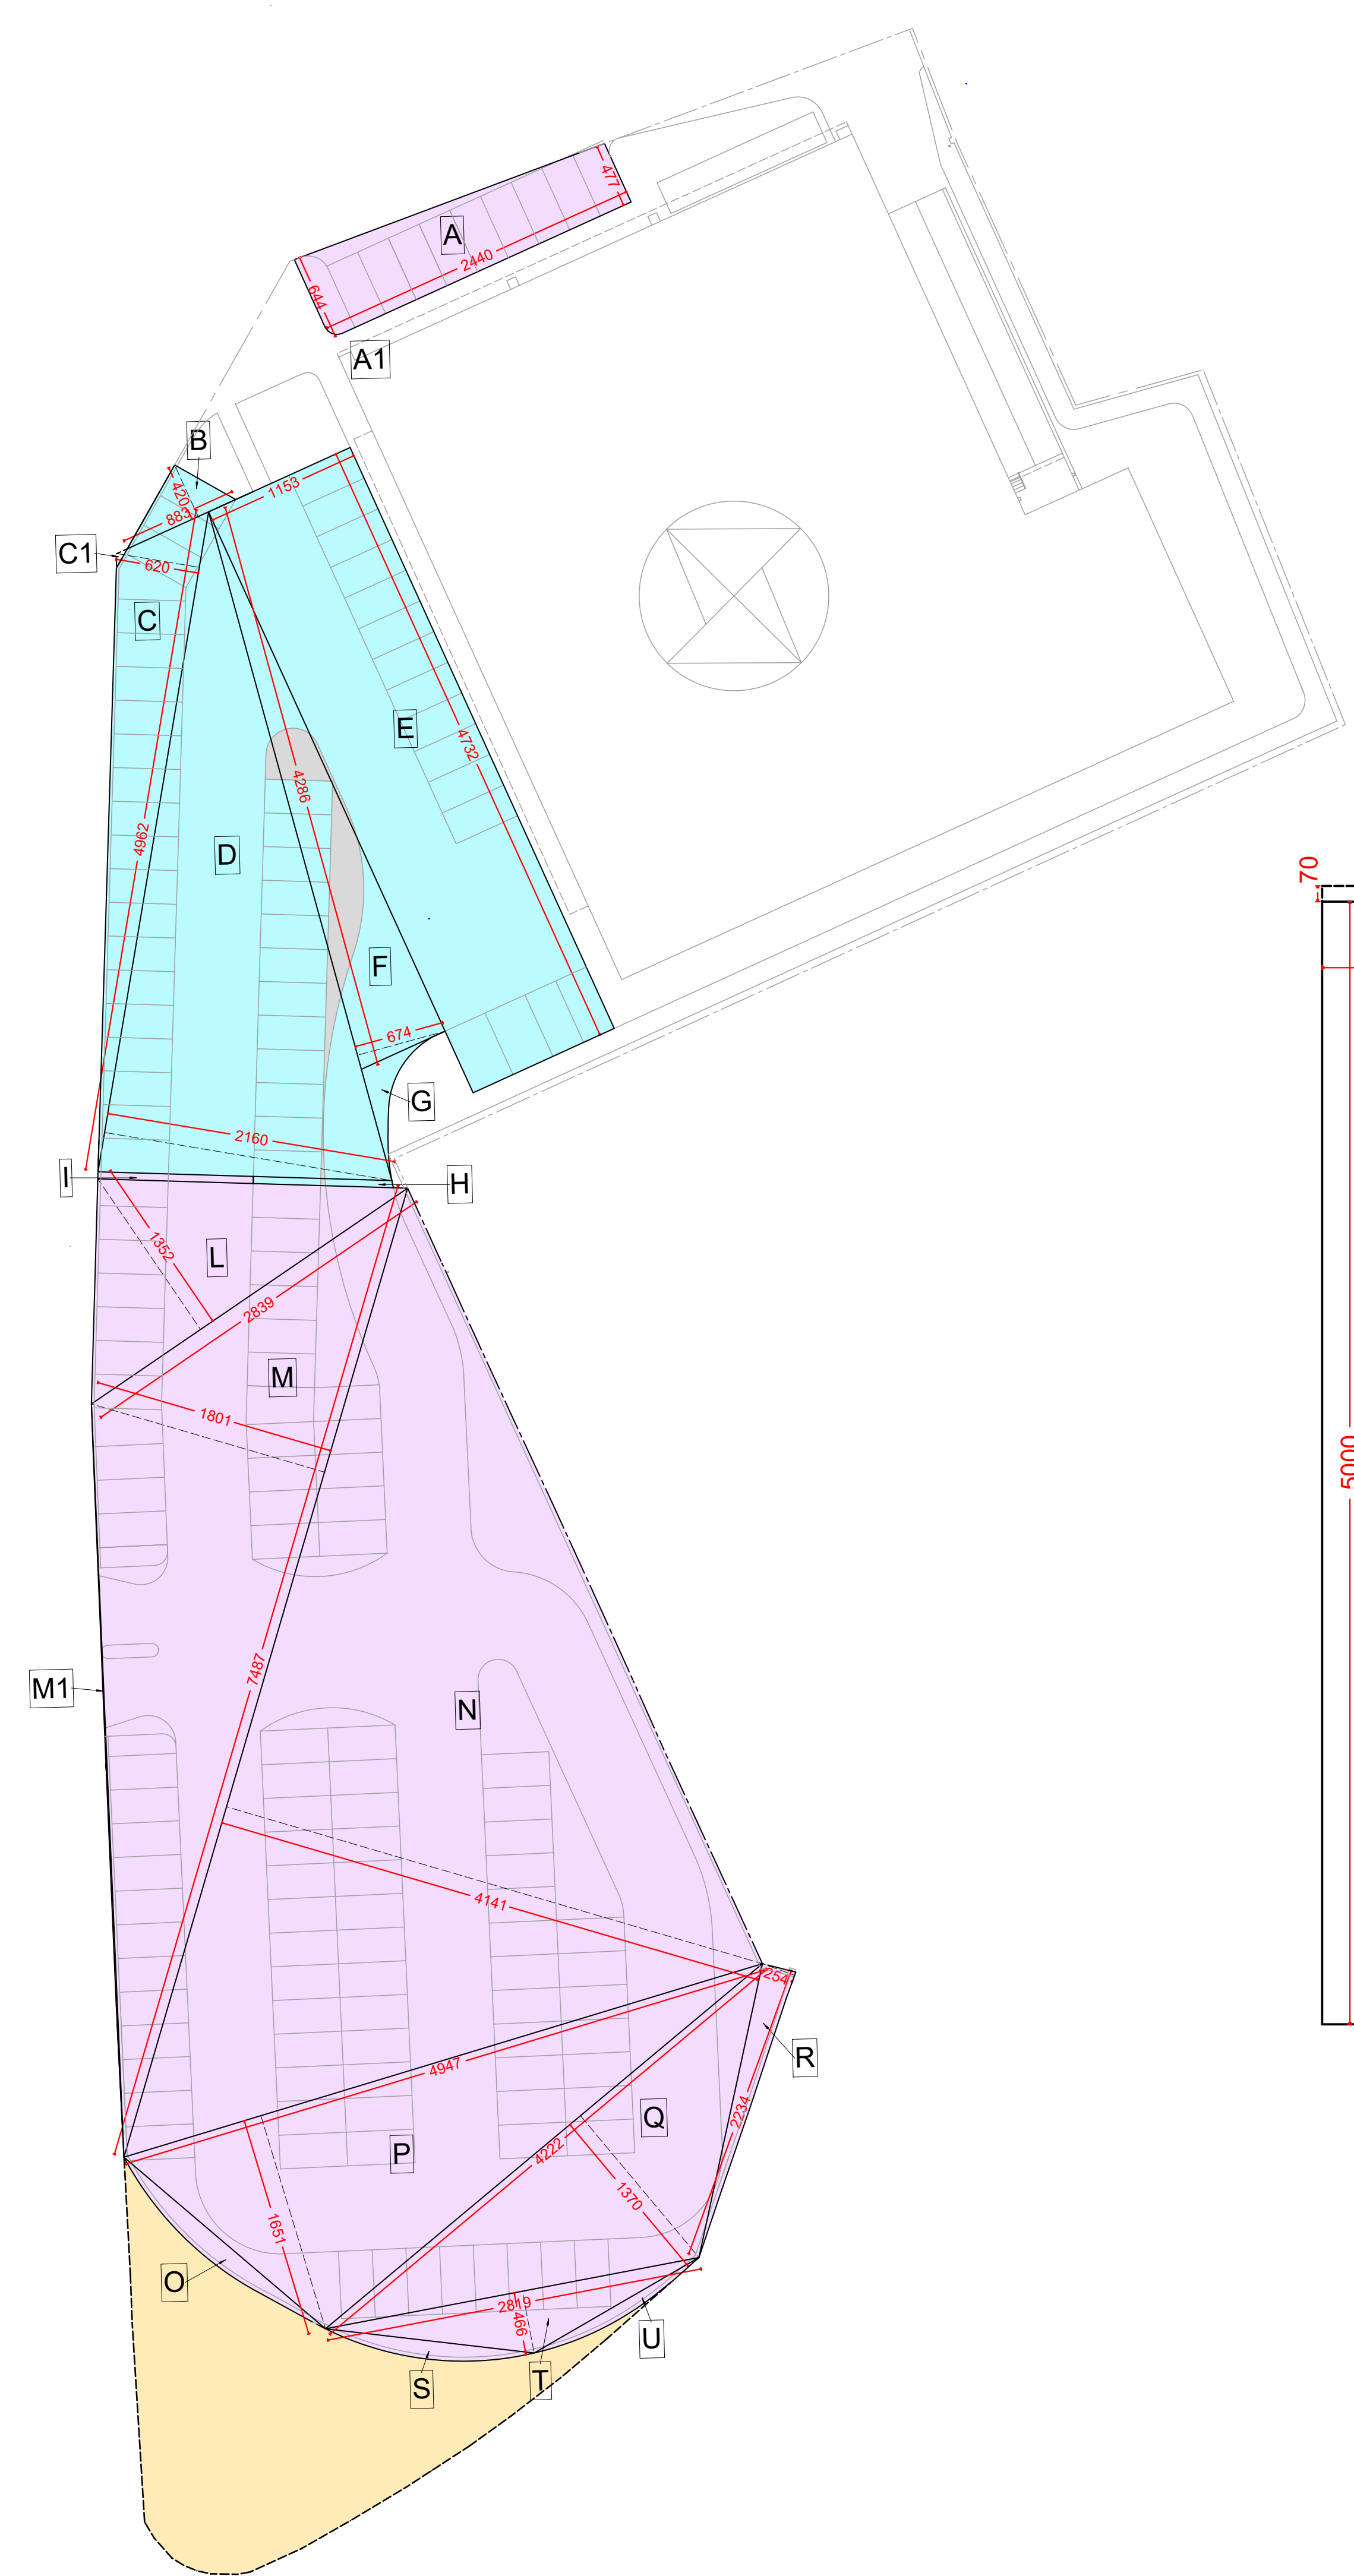 477
A
2440
644
A1
B
420
1153
883
C1
620
C
E
4732
4286
4962
D
F
674
G
2160
I
H
L
1352
2839
M
1801
7487
M1
N
4141
254
R
4947
Q
P
4222
2234
1370
1651
O
2819
466
U
S
T
70
5000